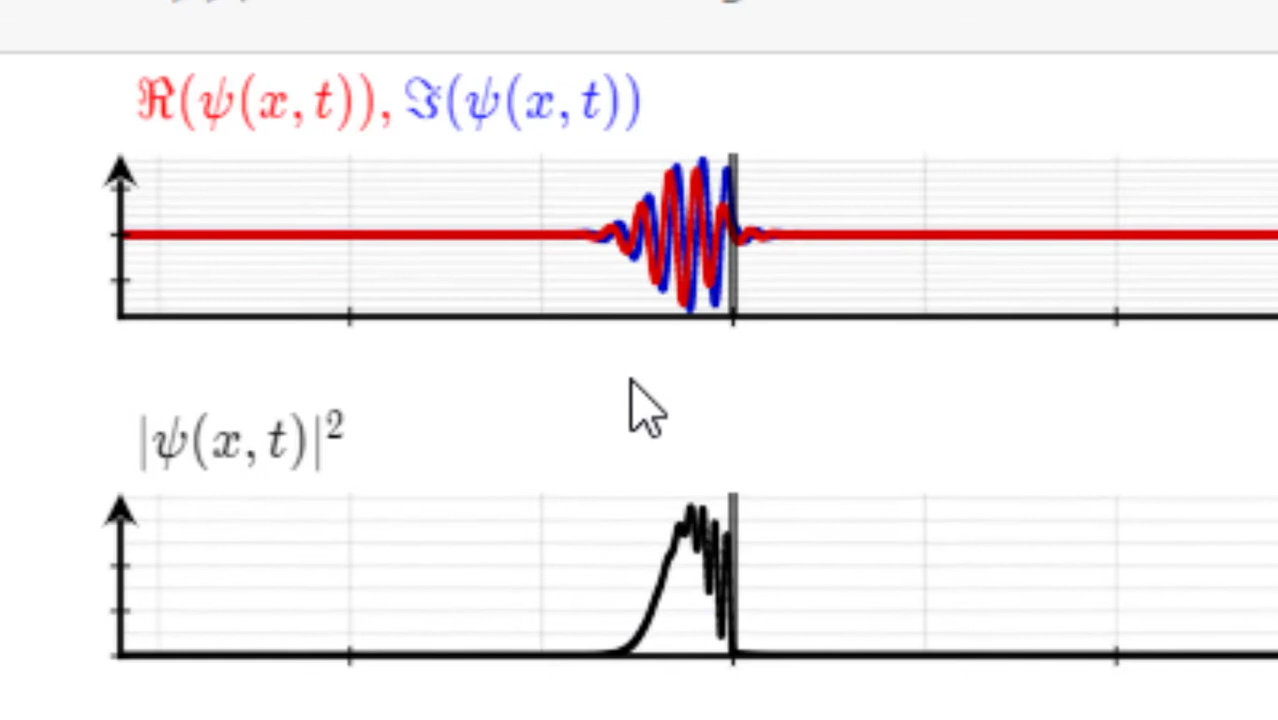 ℜ(ψ(x, t)), ℑ(ψ(x, t))
|ψ(x, t)|²